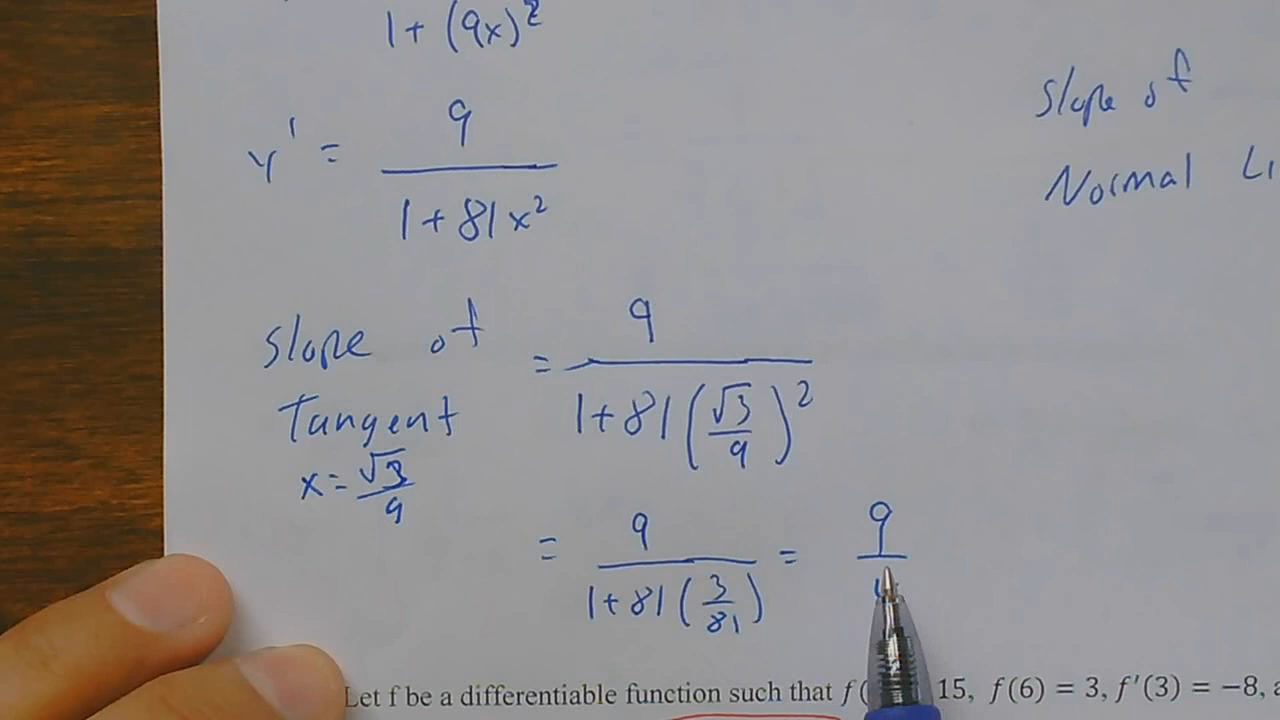 1 + (9x)²
y' = 9 / (1 + 81x²)
Slope of
Normal Li
Slope of
Tangent
x = √3 / 9
= 9 / (1 + 81(√3 / 9)²)
= 9 / (1 + 81(3 / 81)) = 9 /
Let f be a differentiable function such that f( 15, f(6) = 3, f'(3) = −8,